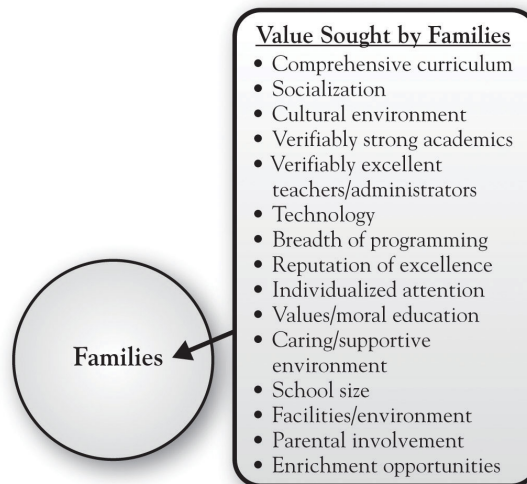 Value Sought by Families
• Comprehensive curriculum
• Socialization
• Cultural environment
• Verifiably strong academics
• Verifiably excellent
teachers/administrators
• Technology
• Breadth of programming
• Reputation of excellence
• Individualized attention
• Values/moral education
• Caring/supportive
environment
• School size
• Facilities/environment
• Parental involvement
• Enrichment opportunities
Families